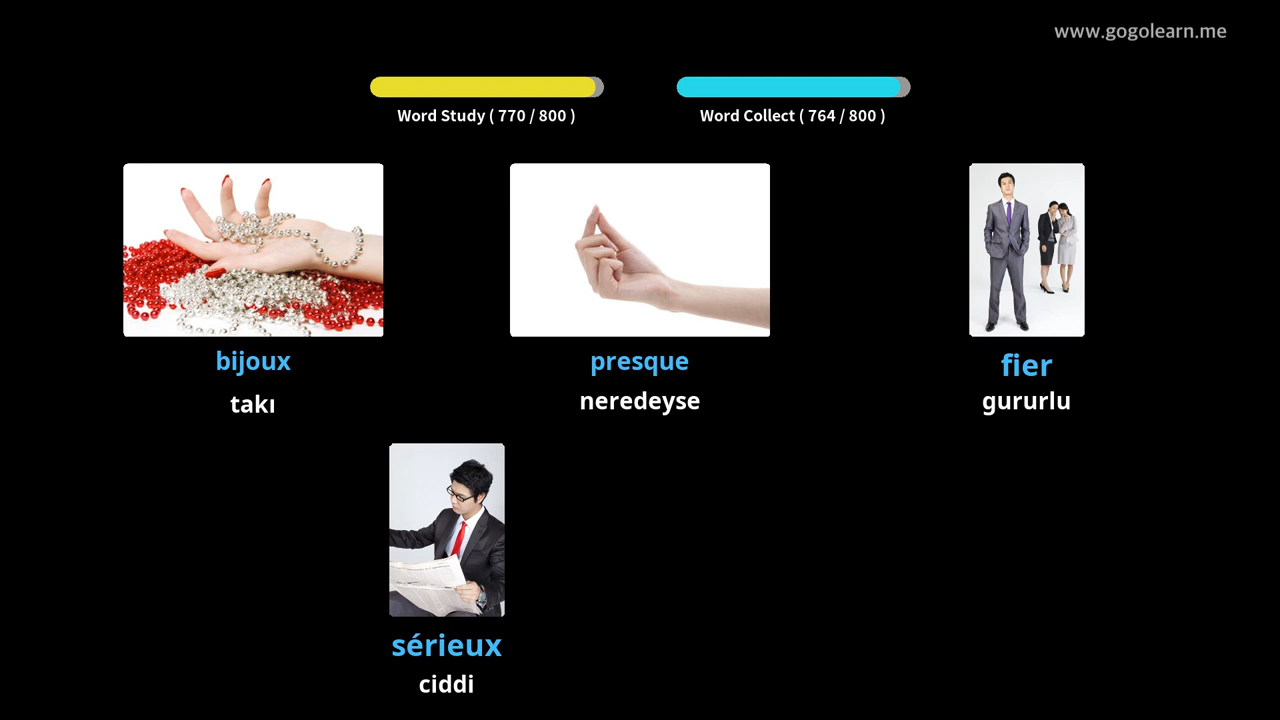 www.gogolearn.me
Word Study ( 770 / 800 )
Word Collect ( 764 / 800 )
bijoux
takı
presque
neredeyse
fier
gururlu
sérieux
ciddi